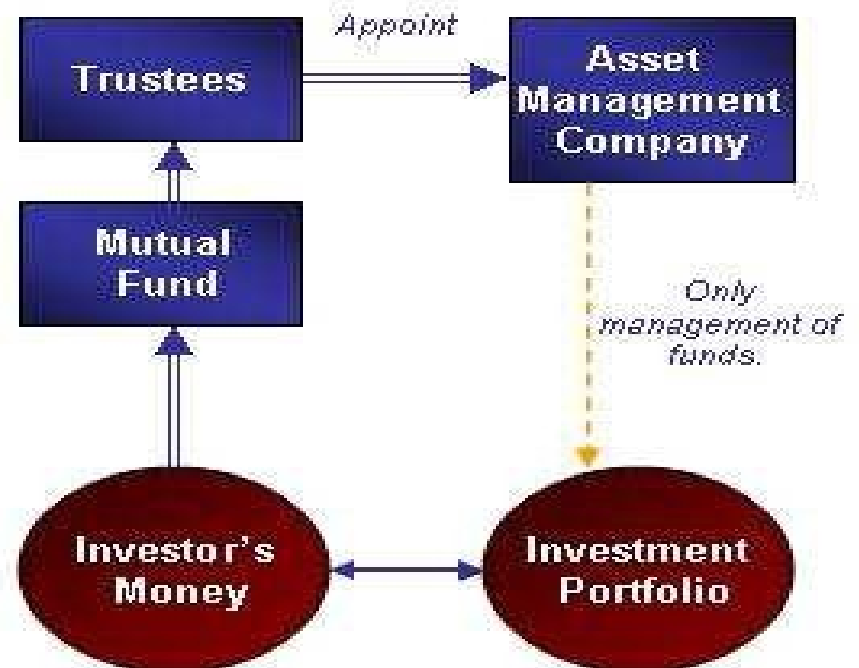 Appoint
Trustees
Asset
Management
Company
Mutual
Fund
Only
management of
funds.
Investor's
Money
Investment
Portfolio